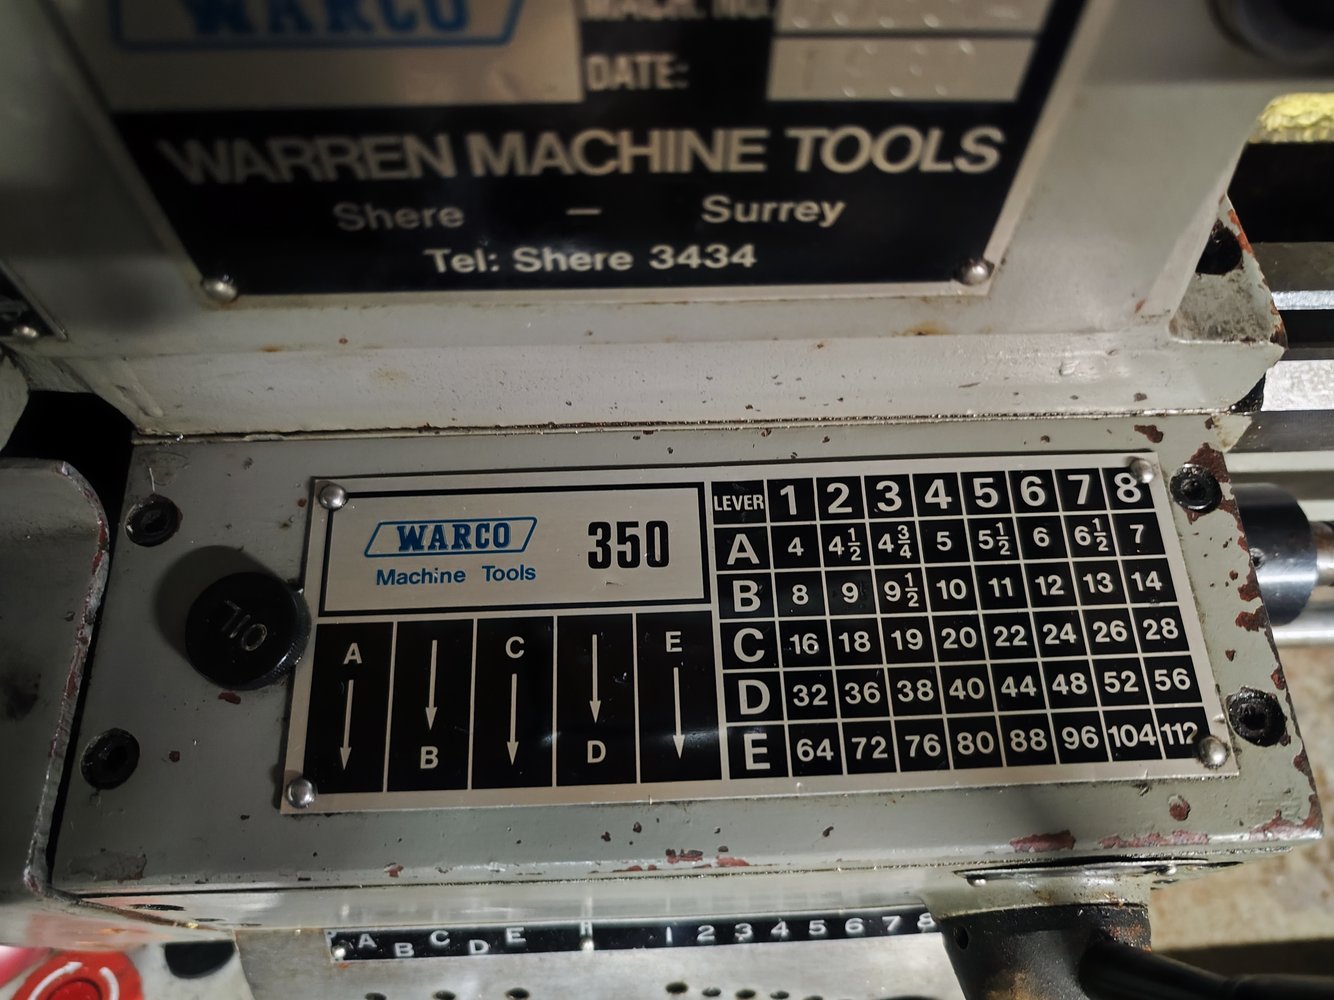 WARCO
MACH. NO.
DATE:
WARREN MACHINE TOOLS
Shere — Surrey
Tel: Shere 3434
OIL
WARCO 350
Machine Tools
A C E
B D
LEVER 1 2 3 4 5 6 7 8
A 4 4½ 4¾ 5 5½ 6 6½ 7
B 8 9 9½ 10 11 12 13 14
C 16 18 19 20 22 24 26 28
D 32 36 38 40 44 48 52 56
E 64 72 76 80 88 96 104 112
A B C D E 1 2 3 4 5 6 7 8